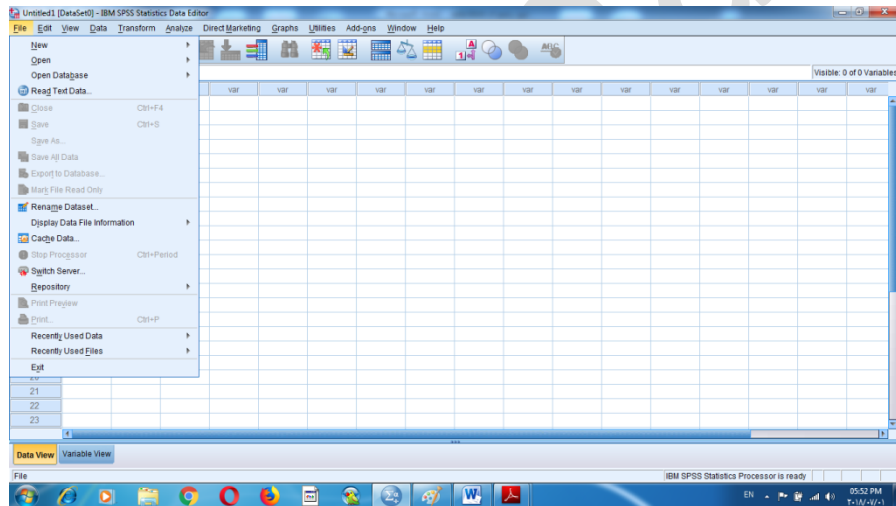 Untitled1 [DataSet0] - IBM SPSS Statistics Data Editor
File Edit View Data Transform Analyze Direct Marketing Graphs Utilities Add-ons Window Help
New
Open
Open Database
Visible: 0 of 0 Variables
Read Text Data...
var var var var var var var var var var var var var var
Close Ctrl+F4
Save Ctrl+S
Save As...
Save All Data
Export to Database...
Mark File Read Only
Rename Dataset...
Display Data File Information
Cache Data...
Stop Processor Ctrl+Period
Switch Server...
Repository
Print Preview
Print... Ctrl+P
Recently Used Data
Recently Used Files
Exit
21
22
23
Data View Variable View
File IBM SPSS Statistics Processor is ready
EN 05:52 PM
٢٠١٨/٠٧/٠١